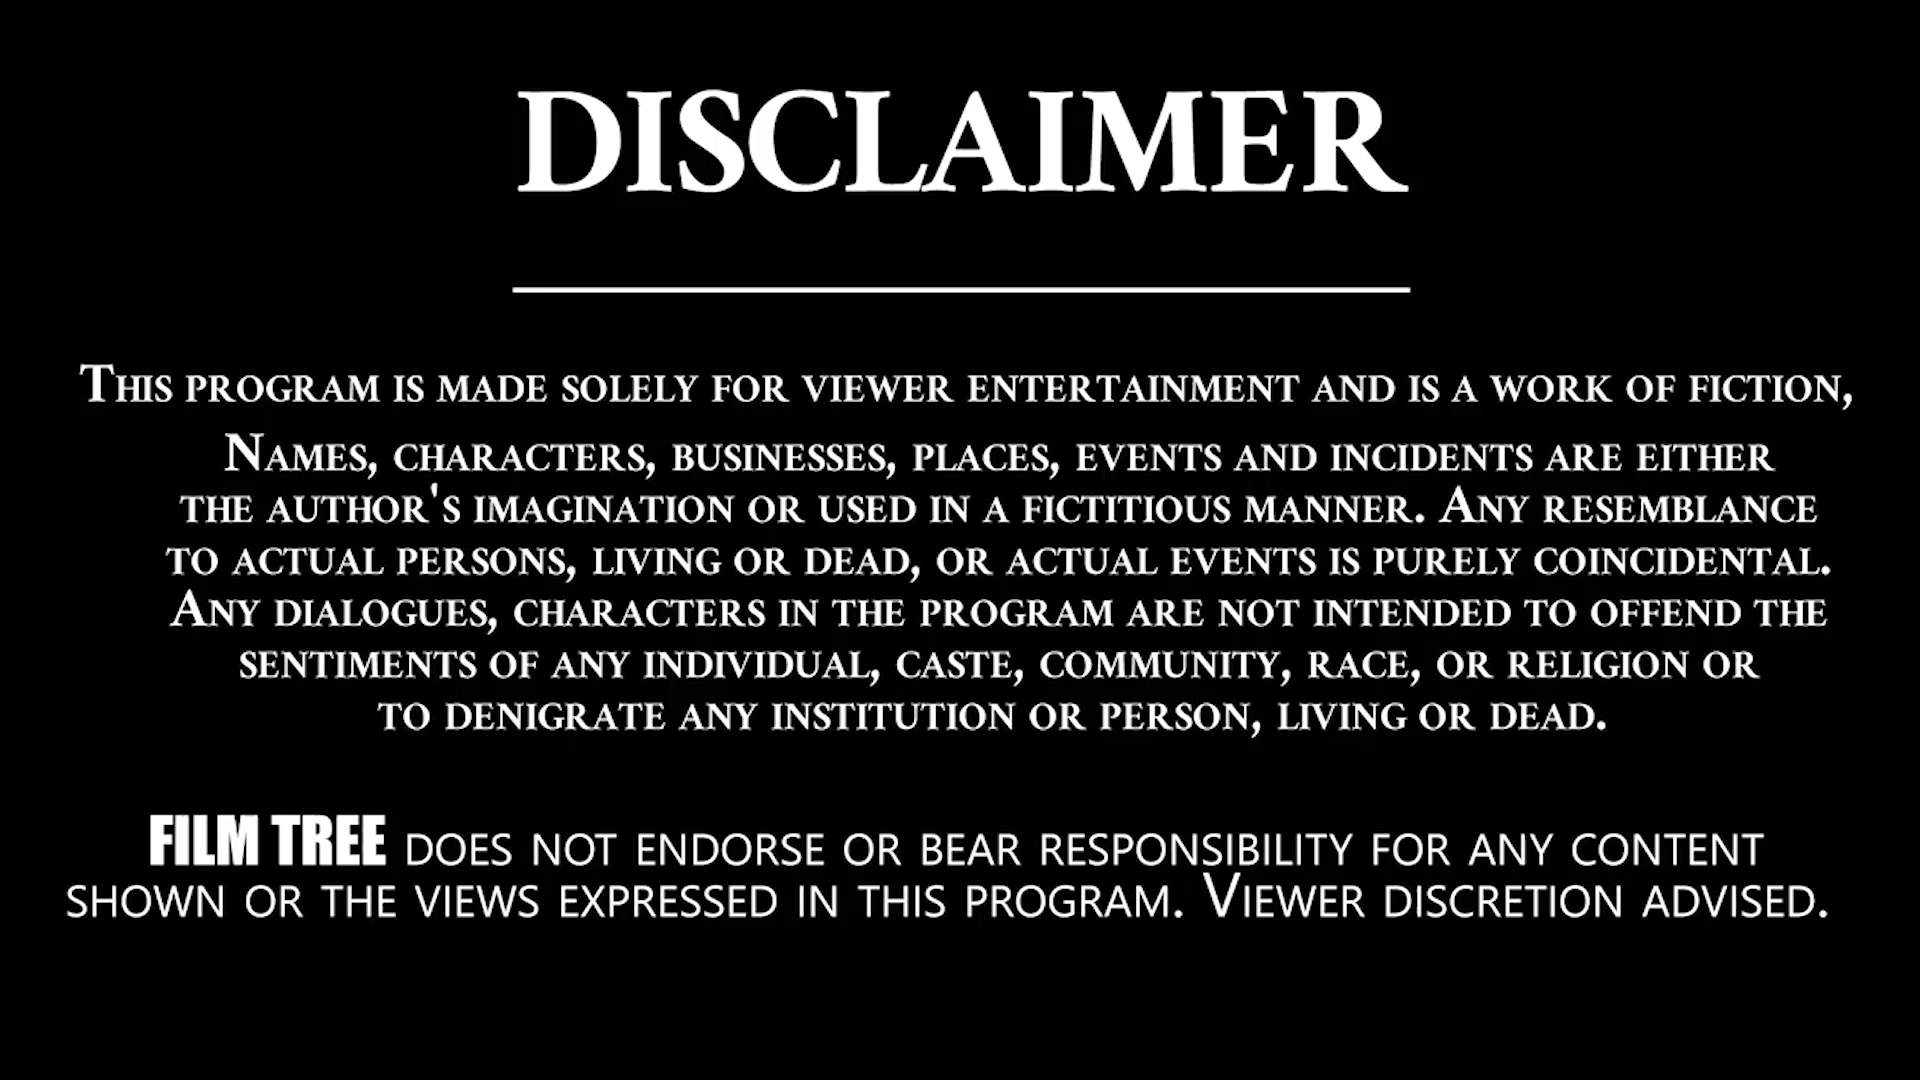 DISCLAIMER
This program is made solely for viewer entertainment and is a work of fiction,
Names, characters, businesses, places, events and incidents are either
the author's imagination or used in a fictitious manner. Any resemblance
to actual persons, living or dead, or actual events is purely coincidental.
Any dialogues, characters in the program are not intended to offend the
sentiments of any individual, caste, community, race, or religion or
to denigrate any institution or person, living or dead.
FILM TREE does not endorse or bear responsibility for any content
shown or the views expressed in this program. Viewer discretion advised.